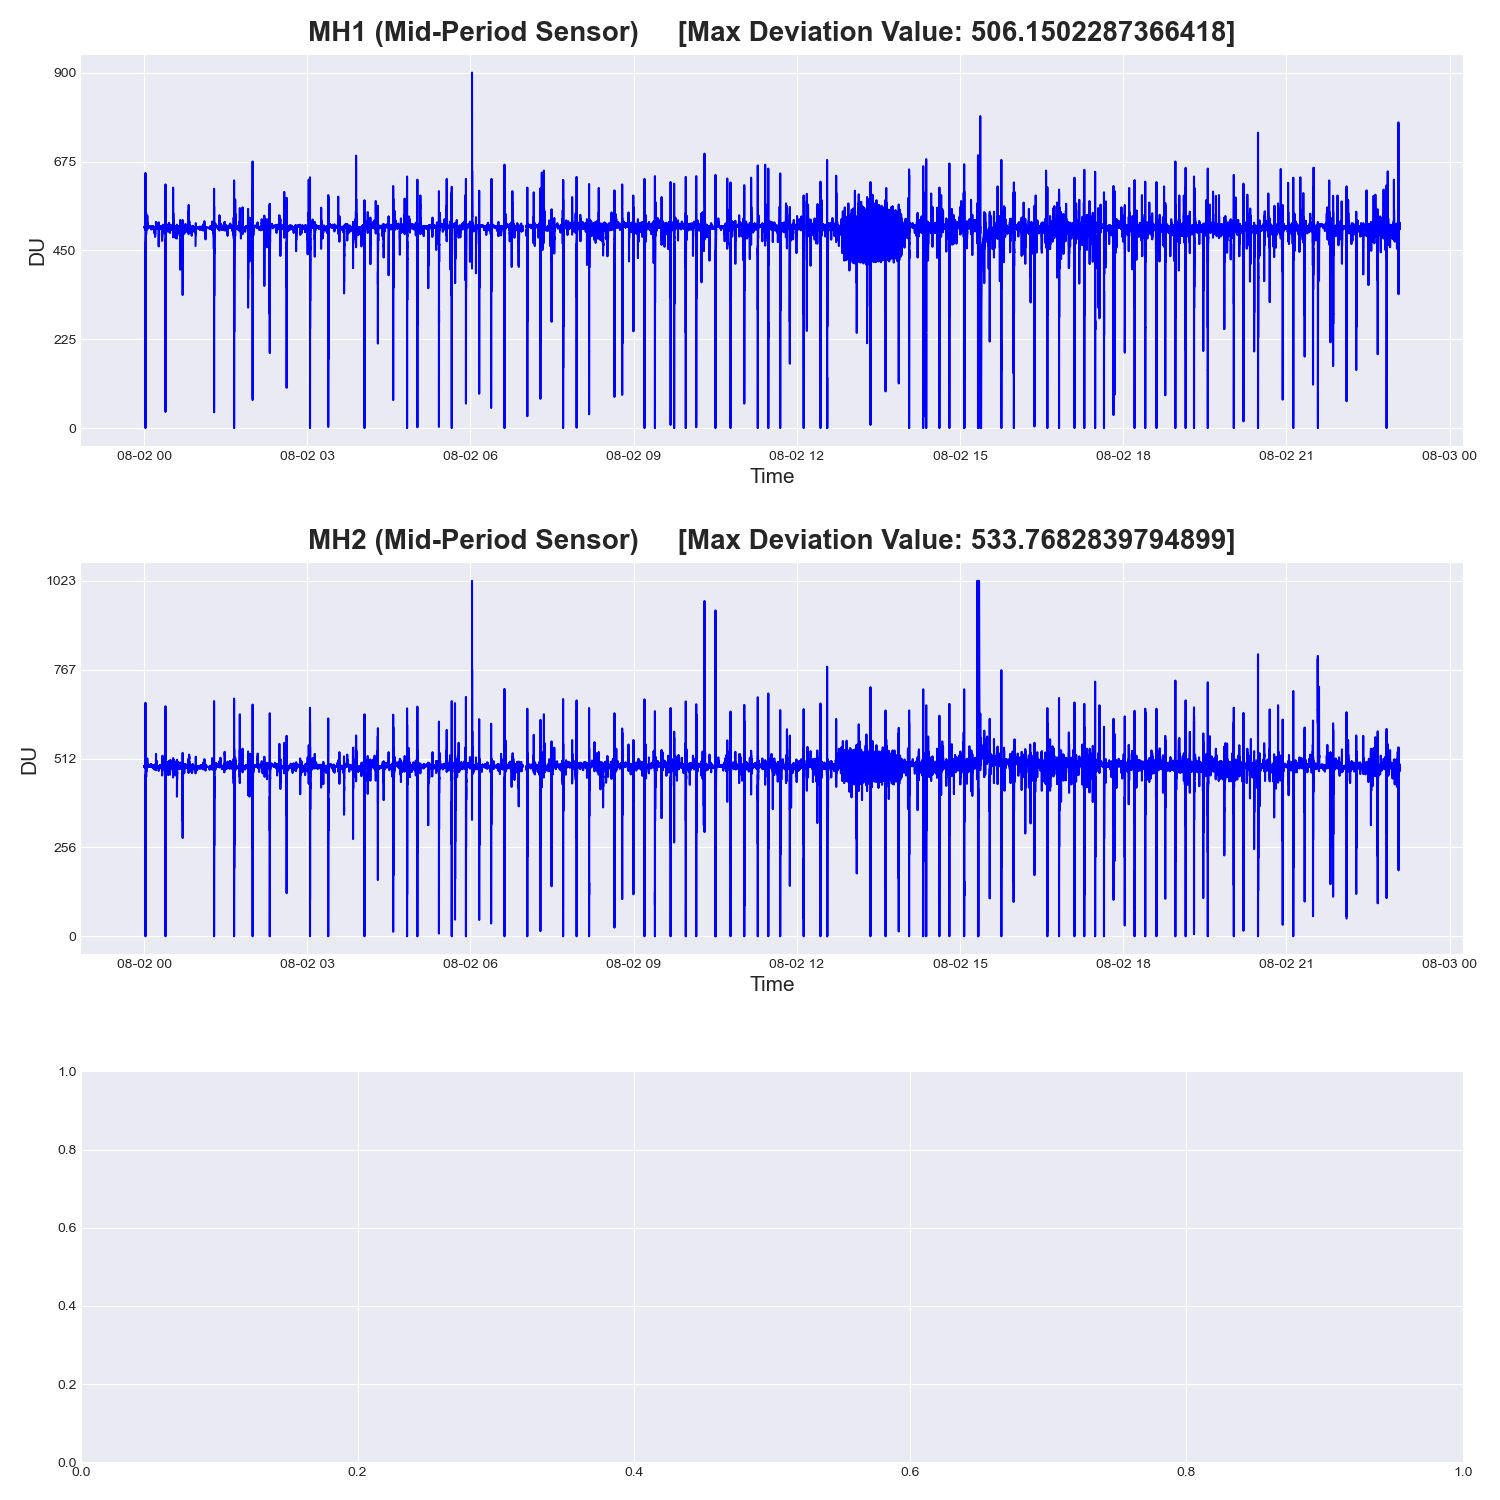 MH1 (Mid-Period Sensor) [Max Deviation Value: 506.1502287366418]
900
675
450
225
0
DU
08-02 00 08-02 03 08-02 06 08-02 09 08-02 12 08-02 15 08-02 18 08-02 21 08-03 00
Time
MH2 (Mid-Period Sensor) [Max Deviation Value: 533.7682839794899]
1023
767
512
256
0
DU
08-02 00 08-02 03 08-02 06 08-02 09 08-02 12 08-02 15 08-02 18 08-02 21 08-03 00
Time
1.0
0.8
0.6
0.4
0.2
0.0
0.0 0.2 0.4 0.6 0.8 1.0